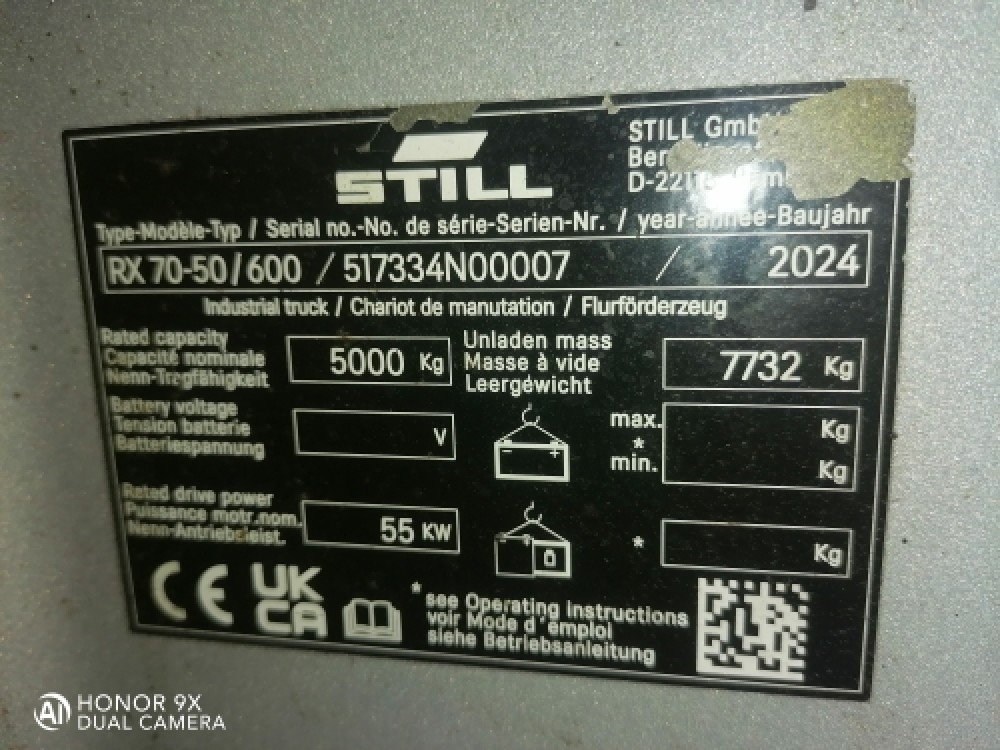 STILL
STILL
D-
Type-Modèle-Typ / Serial no.-No. de série-Serien-Nr. / year-année-Baujahr
RX 70-50/600 / 517334N00007 / 2024
Industrial truck / Chariot de manutation / Flurförderzeug
Rated capacity
Capacité nominale
Nenn-Tragfähigkeit
5000 Kg
Unladen mass
Masse à vide
Leergewicht
7732 Kg
Battery voltage
Tension batterie
Batteriespannung
V
max.
*
min.
Kg
Kg
Rated drive power
Puissance motr.nom.
Nenn-Antriebsleist.
55 KW
*
Kg
CE UK
CA
* see Operating instructions
voir Mode d'emploi
siehe Betriebsanleitung
AI HONOR 9X
DUAL CAMERA